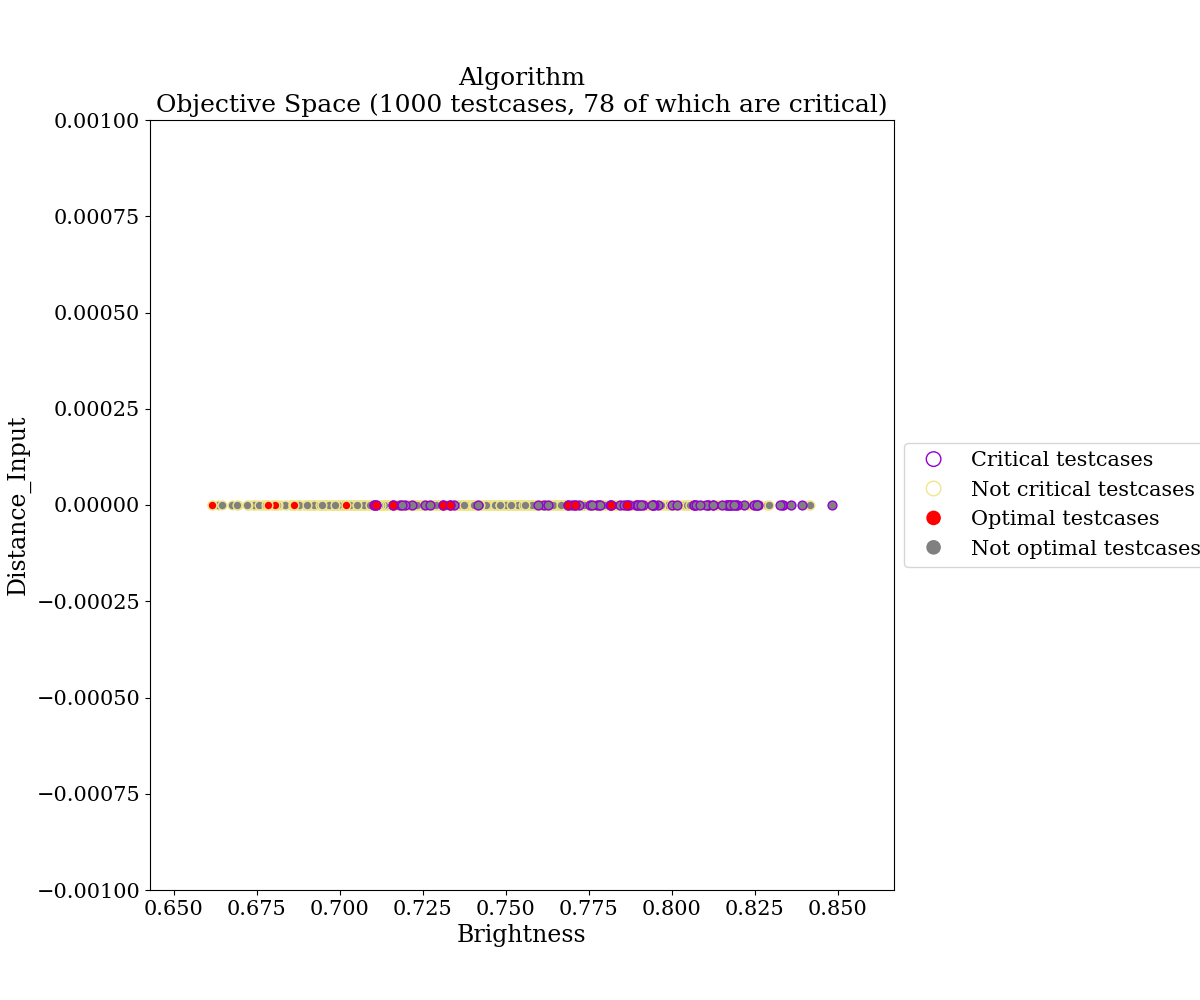 Algorithm
Objective Space (1000 testcases, 78 of which are critical)
0.00100
0.00075
0.00050
0.00025
0.00000
−0.00025
−0.00050
−0.00075
−0.00100
Distance_Input
0.650 0.675 0.700 0.725 0.750 0.775 0.800 0.825 0.850
Brightness
Critical testcases
Not critical testcases
Optimal testcases
Not optimal testcases